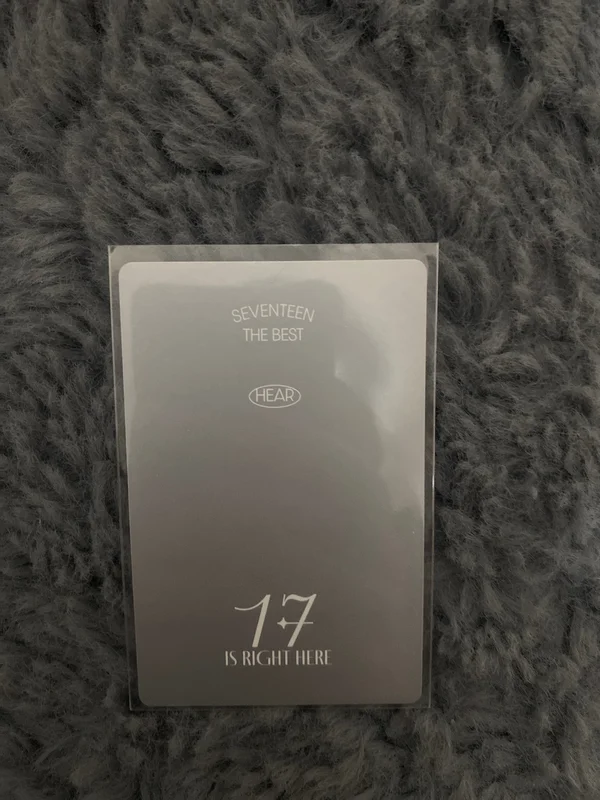 SEVENTEEN
THE BEST
HEAR
17
IS RIGHT HERE